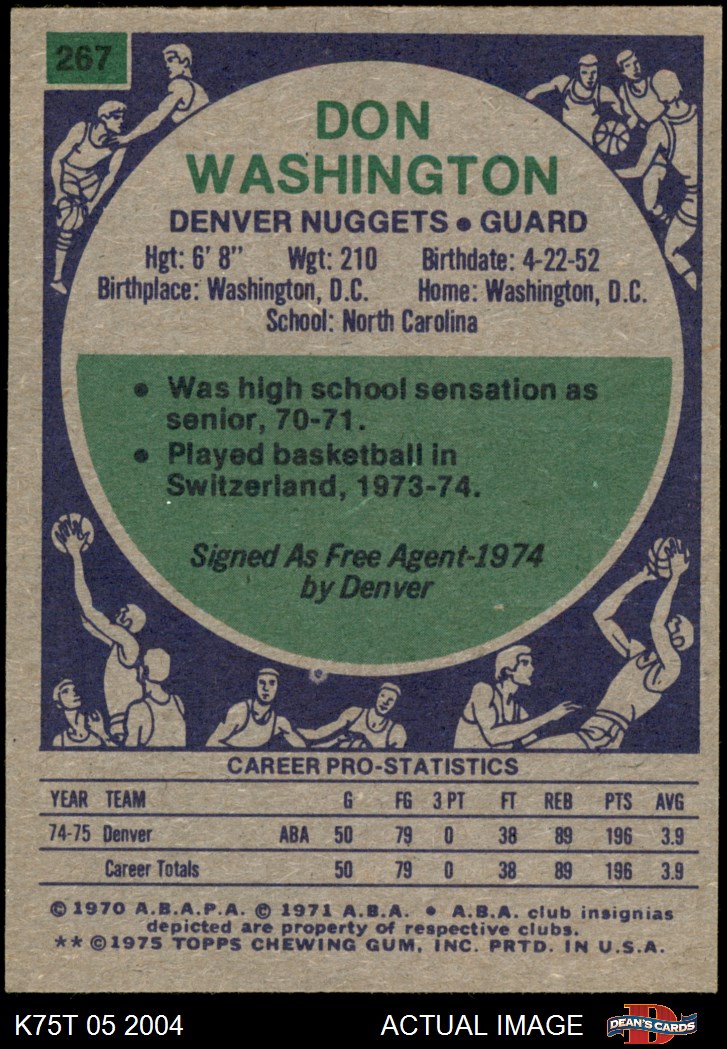 267
DON
WASHINGTON
DENVER NUGGETS • GUARD
Hgt: 6' 8" Wgt: 210 Birthdate: 4-22-52
Birthplace: Washington, D.C. Home: Washington, D.C.
School: North Carolina
• Was high school sensation as
senior, 70-71.
• Played basketball in
Switzerland, 1973-74.
Signed As Free Agent-1974
by Denver
CAREER PRO-STATISTICS
YEAR TEAM G FG 3 PT FT REB PTS AVG
74-75 Denver ABA 50 79 0 38 89 196 3.9
Career Totals 50 79 0 38 89 196 3.9
© 1970 A.B.A.P.A. © 1971 A.B.A. • A.B.A. club insignias
depicted are property of respective clubs.
** ©1975 TOPPS CHEWING GUM, INC. PRTD. IN U.S.A.
K75T 05 2004 ACTUAL IMAGE D DEAN'S CARDS